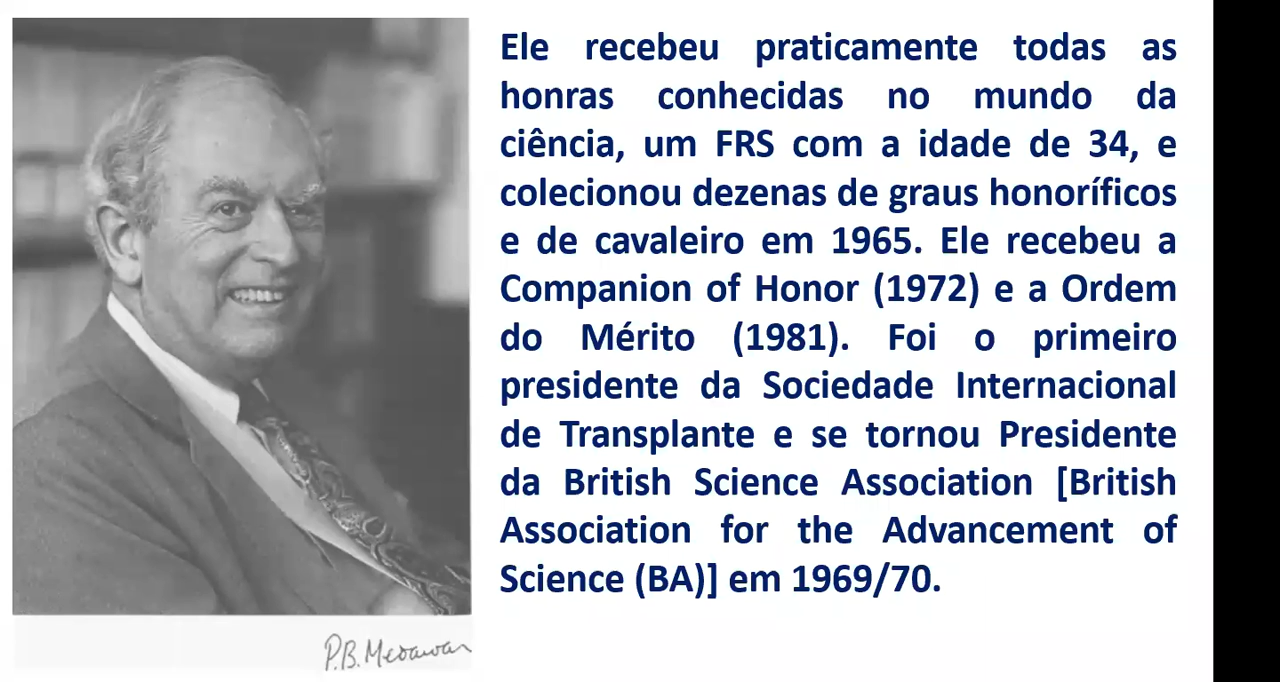 Ele recebeu praticamente todas as
honras conhecidas no mundo da
ciência, um FRS com a idade de 34, e
colecionou dezenas de graus honoríficos
e de cavaleiro em 1965. Ele recebeu a
Companion of Honor (1972) e a Ordem
do Mérito (1981). Foi o primeiro
presidente da Sociedade Internacional
de Transplante e se tornou Presidente
da British Science Association [British
Association for the Advancement of
Science (BA)] em 1969/70.
P.B. Medawar